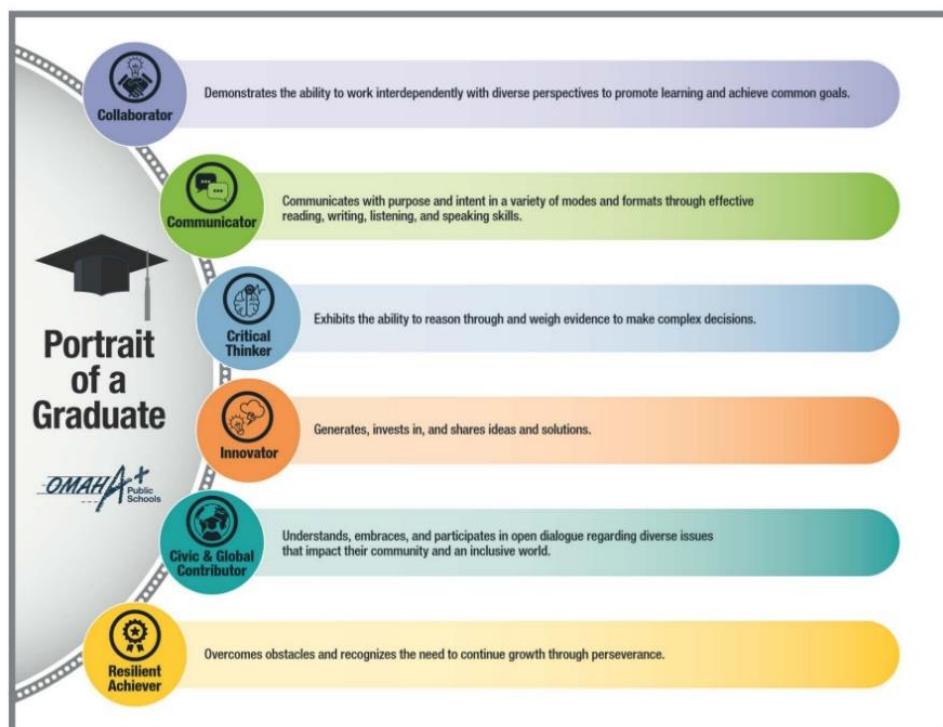 Collaborator
Demonstrates the ability to work interdependently with diverse perspectives to promote learning and achieve common goals.
Communicator
Communicates with purpose and intent in a variety of modes and formats through effective
reading, writing, listening, and speaking skills.
Portrait
of a
Graduate
OMAHA+
Public
Schools
Critical
Thinker
Exhibits the ability to reason through and weigh evidence to make complex decisions.
Innovator
Generates, invests in, and shares ideas and solutions.
Civic & Global
Contributor
Understands, embraces, and participates in open dialogue regarding diverse issues
that impact their community and an inclusive world.
Resilient
Achiever
Overcomes obstacles and recognizes the need to continue growth through perseverance.